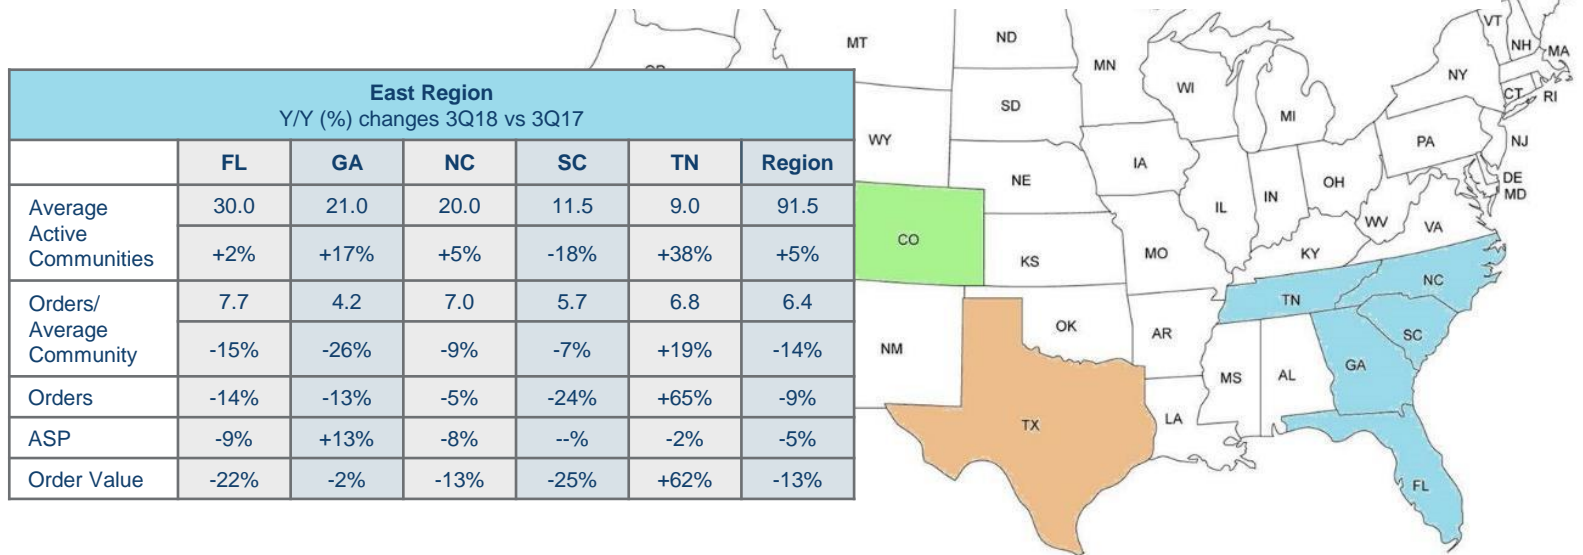 East Region
Y/Y (%) changes 3Q18 vs 3Q17
FL GA NC SC TN Region
Average Active Communities 30.0 21.0 20.0 11.5 9.0 91.5
+2% +17% +5% -18% +38% +5%
Orders/ Average Community 7.7 4.2 7.0 5.7 6.8 6.4
-15% -26% -9% -7% +19% -14%
Orders -14% -13% -5% -24% +65% -9%
ASP -9% +13% -8% --% -2% -5%
Order Value -22% -2% -13% -25% +62% -13%
MT
ND
MN
VT
NH
MA
SD
WI
MI
NY
CT
RI
WY
IA
PA
NJ
NE
IL
IN
OH
DE
MD
WV
VA
CO
KS
MO
KY
NC
TN
OK
AR
SC
NM
MS
AL
GA
TX
LA
FL